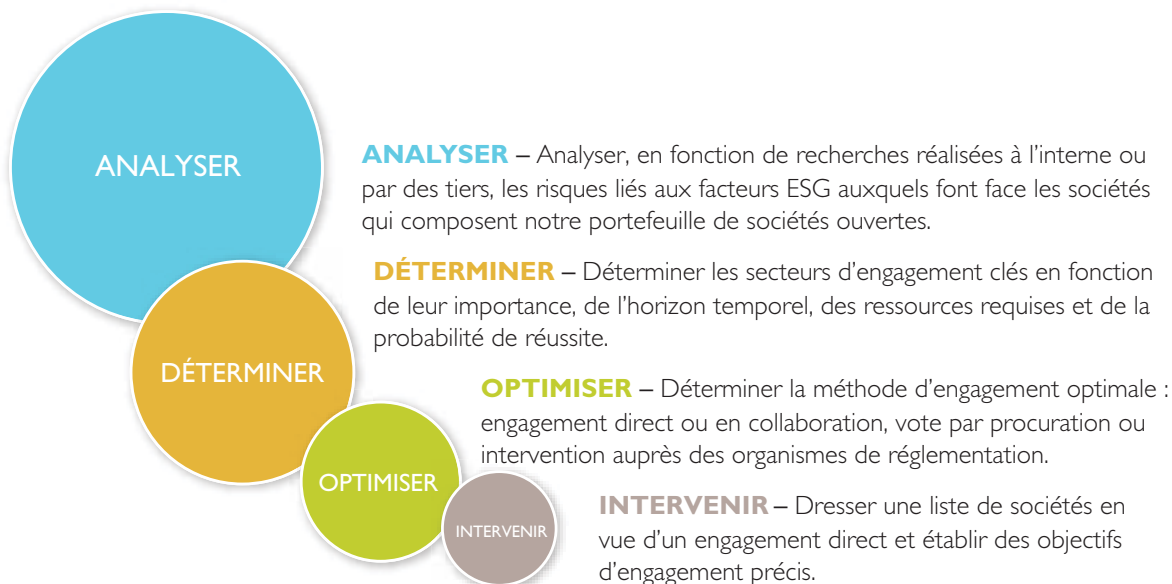 ANALYSER
ANALYSER – Analyser, en fonction de recherches réalisées à l’interne ou
par des tiers, les risques liés aux facteurs ESG auxquels font face les sociétés
qui composent notre portefeuille de sociétés ouvertes.
DÉTERMINER
DÉTERMINER – Déterminer les secteurs d’engagement clés en fonction
de leur importance, de l’horizon temporel, des ressources requises et de la
probabilité de réussite.
OPTIMISER
OPTIMISER – Déterminer la méthode d’engagement optimale :
engagement direct ou en collaboration, vote par procuration ou
intervention auprès des organismes de réglementation.
INTERVENIR
INTERVENIR – Dresser une liste de sociétés en
vue d’un engagement direct et établir des objectifs
d’engagement précis.